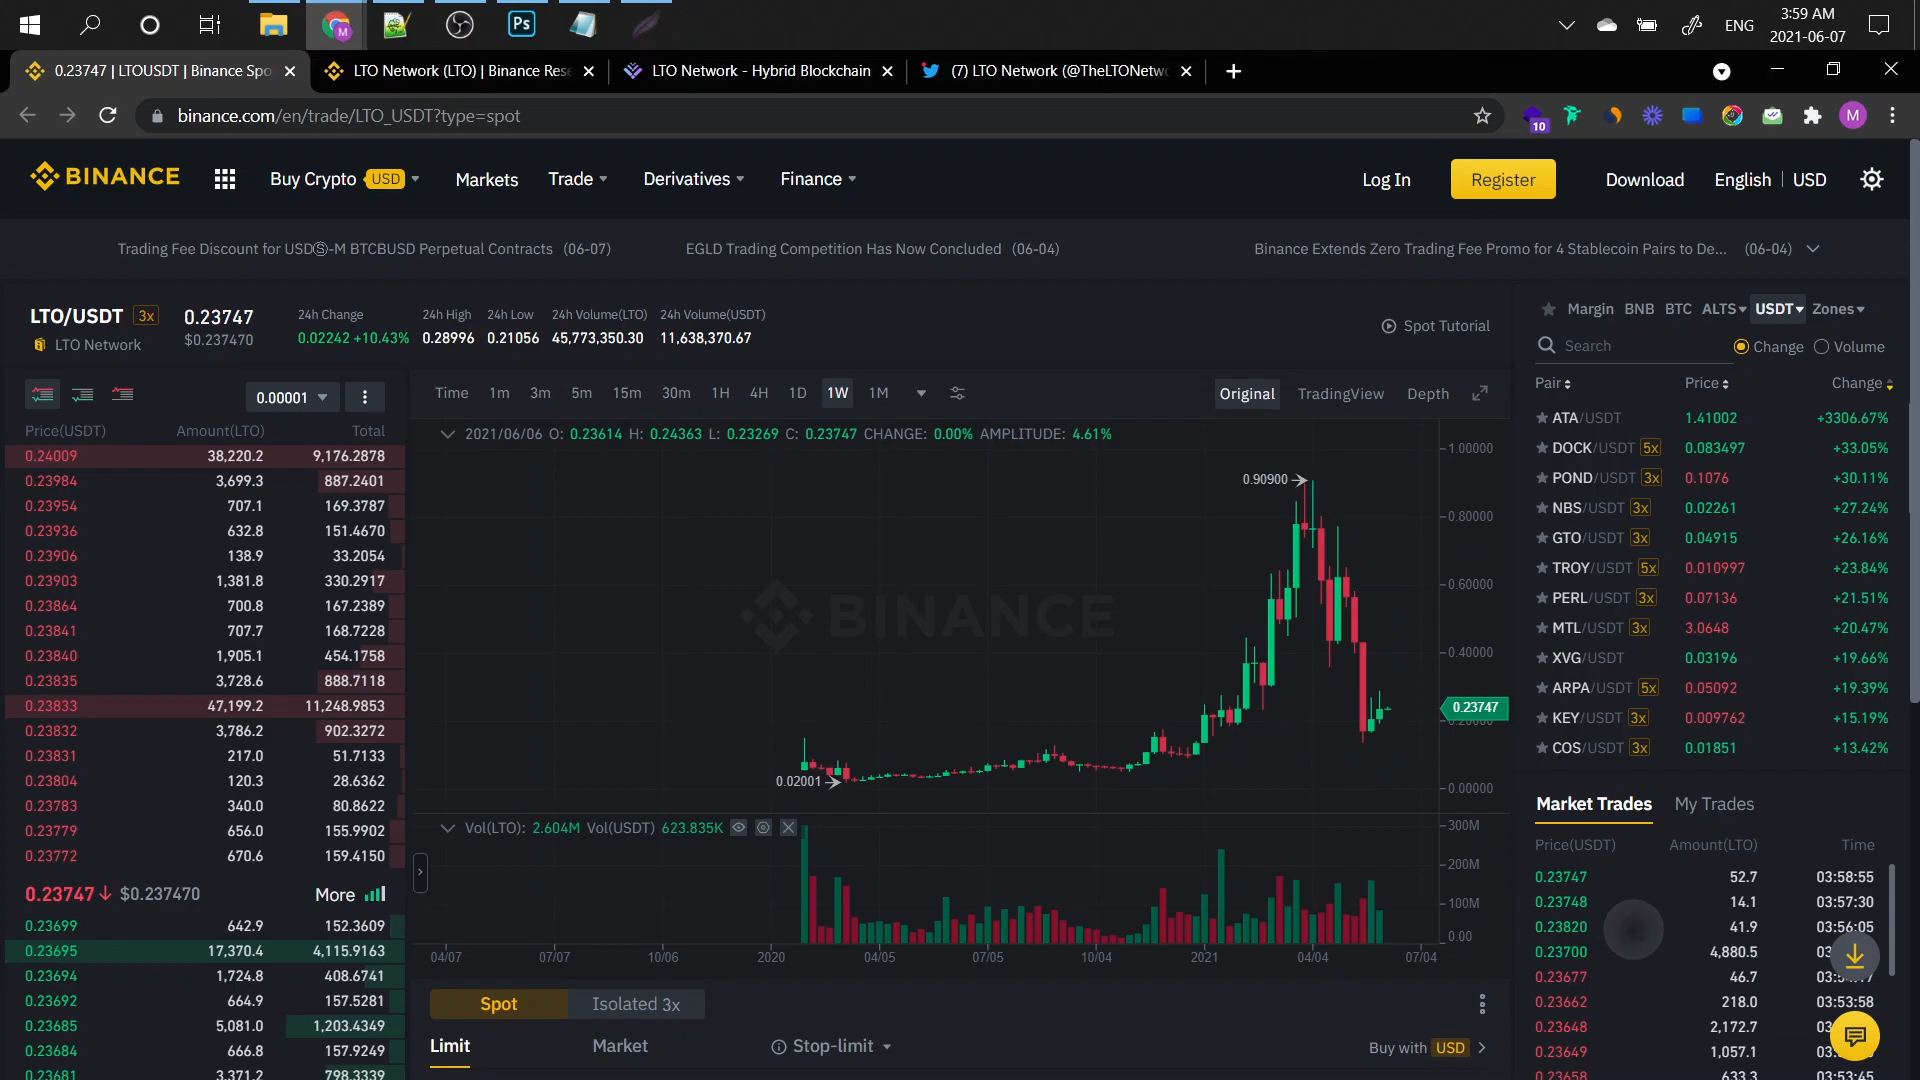 Ps
ENG
3:59 AM
2021-06-07
0.23747 | LTOUSDT | Binance Spo
LTO Network (LTO) | Binance Rese
LTO Network - Hybrid Blockchain
(7) LTO Network (@TheLTONetwo
binance.com/en/trade/LTO_USDT?type=spot
10
M
BINANCE
Buy Crypto USD
Markets
Trade
Derivatives
Finance
Log In
Register
Download
English | USD
Trading Fee Discount for USDⓈ-M BTCBUSD Perpetual Contracts (06-07)
EGLD Trading Competition Has Now Concluded (06-04)
Binance Extends Zero Trading Fee Promo for 4 Stablecoin Pairs to De... (06-04)
LTO/USDT 3x
LTO Network
0.23747
$0.237470
24h Change
0.02242 +10.43%
24h High
0.28996
24h Low
0.21056
24h Volume(LTO)
45,773,350.30
24h Volume(USDT)
11,638,370.67
Spot Tutorial
0.00001
Price(USDT) Amount(LTO) Total
0.24009 38,220.2 9,176.2878
0.23984 3,699.3 887.2401
0.23954 707.1 169.3787
0.23936 632.8 151.4670
0.23906 138.9 33.2054
0.23903 1,381.8 330.2917
0.23864 700.8 167.2389
0.23841 707.7 168.7228
0.23840 1,905.1 454.1758
0.23835 3,728.6 888.7118
0.23833 47,199.2 11,248.9853
0.23832 3,786.2 902.3272
0.23831 217.0 51.7133
0.23804 120.3 28.6362
0.23783 340.0 80.8622
0.23779 656.0 155.9902
0.23772 670.6 159.4150
0.23747 $0.237470 More
0.23699 642.9 152.3609
0.23695 17,370.4 4,115.9163
0.23694 1,724.8 408.6741
0.23692 664.9 157.5281
0.23685 5,081.0 1,203.4349
0.23684 666.8 157.9249
0.23681 3,371.2 798.3339
Time 1m 3m 5m 15m 30m 1H 4H 1D 1W 1M
Original TradingView Depth
2021/06/06 O: 0.23614 H: 0.24363 L: 0.23269 C: 0.23747 CHANGE: 0.00% AMPLITUDE: 4.61%
1.00000
0.90900
0.80000
0.60000
BINANCE
0.40000
0.23747
0.20000
0.02001
0.00000
Vol(LTO): 2.604M Vol(USDT) 623.835K
300M
200M
100M
0.00
04/07 07/07 10/06 2020 04/05 07/05 10/04 2021 04/04 07/04
Spot Isolated 3x
Limit Market Stop-limit
Buy with USD
Margin BNB BTC ALTS USDT Zones
Search
Change Volume
Pair Price Change
ATA/USDT 1.41002 +3306.67%
DOCK/USDT 5x 0.083497 +33.05%
POND/USDT 3x 0.1076 +30.11%
NBS/USDT 3x 0.02261 +27.24%
GTO/USDT 3x 0.04915 +26.16%
TROY/USDT 5x 0.010997 +23.84%
PERL/USDT 3x 0.07136 +21.51%
MTL/USDT 3x 3.0648 +20.47%
XVG/USDT 0.03196 +19.66%
ARPA/USDT 5x 0.05092 +19.39%
KEY/USDT 3x 0.009762 +15.19%
COS/USDT 3x 0.01851 +13.42%
Market Trades My Trades
Price(USDT) Amount(LTO) Time
0.23747 52.7 03:58:55
0.23748 14.1 03:57:30
0.23820 41.9 03:56:05
0.23700 4,880.5
0.23677 46.7
0.23662 218.0 03:53:58
0.23648 2,172.7
0.23649 1,057.1
0.23658 633.3 03:53:45